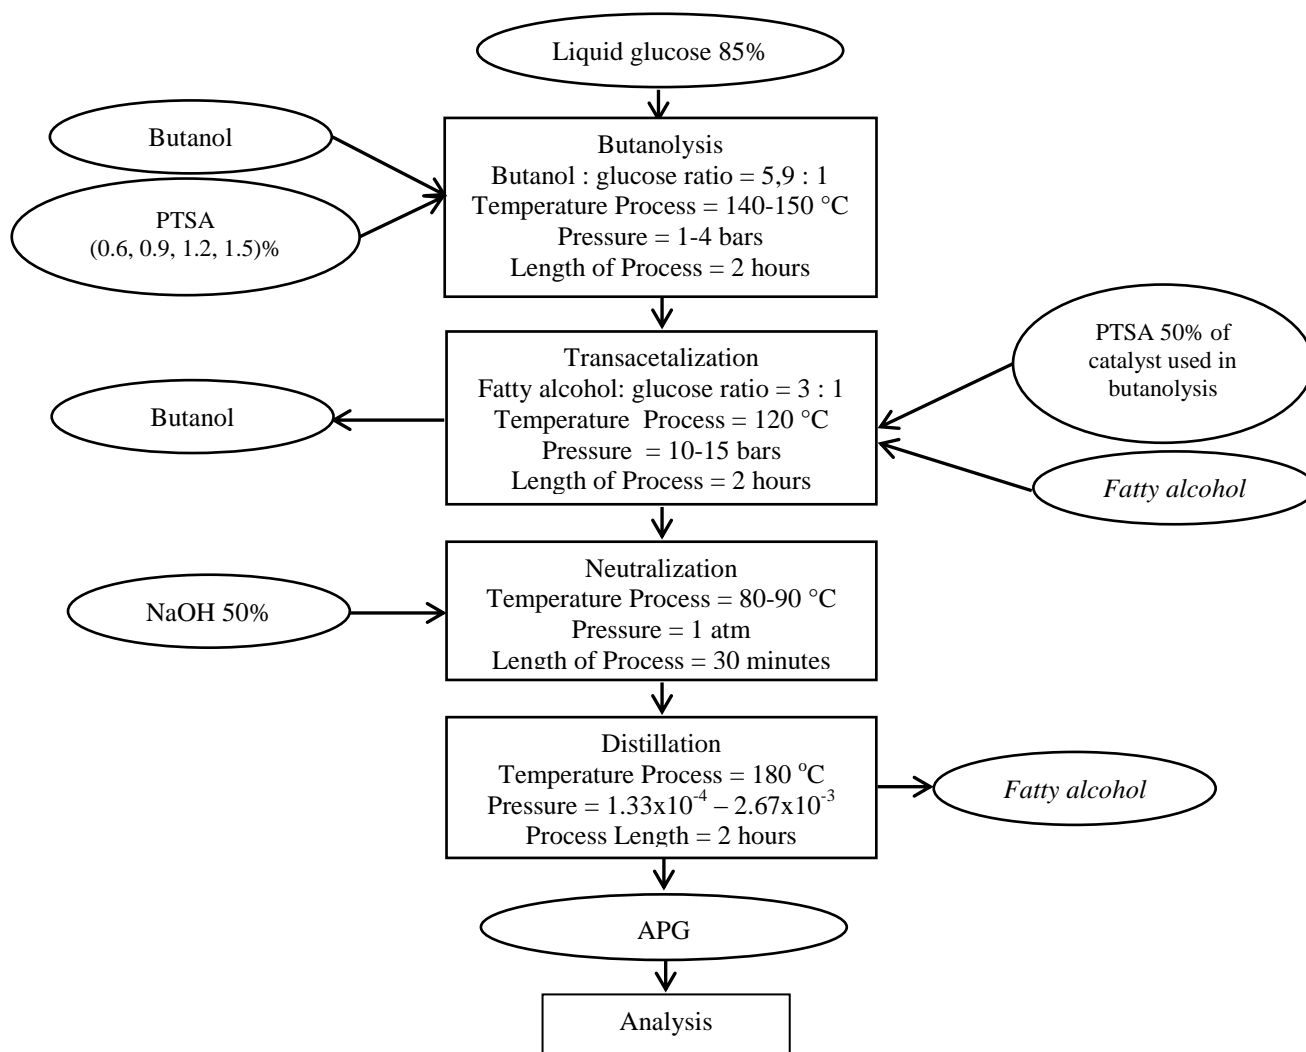 Liquid glucose 85%
Butanol
PTSA
(0.6, 0.9, 1.2, 1.5)%
Butanolysis
Butanol : glucose ratio = 5,9 : 1
Temperature Process = 140-150 °C
Pressure = 1-4 bars
Length of Process = 2 hours
Transacetalization
Fatty alcohol: glucose ratio = 3 : 1
Temperature  Process = 120 °C
Pressure  = 10-15 bars
Length of Process = 2 hours
PTSA 50% of
catalyst used in
butanolysis
Butanol
Fatty alcohol
Neutralization
Temperature Process = 80-90 °C
Pressure = 1 atm
Length of Process = 30 minutes
NaOH 50%
Distillation
Temperature Process = 180 °C
Pressure = 1.33x10⁻⁴ – 2.67x10⁻³
Process Length = 2 hours
Fatty alcohol
APG
Analysis